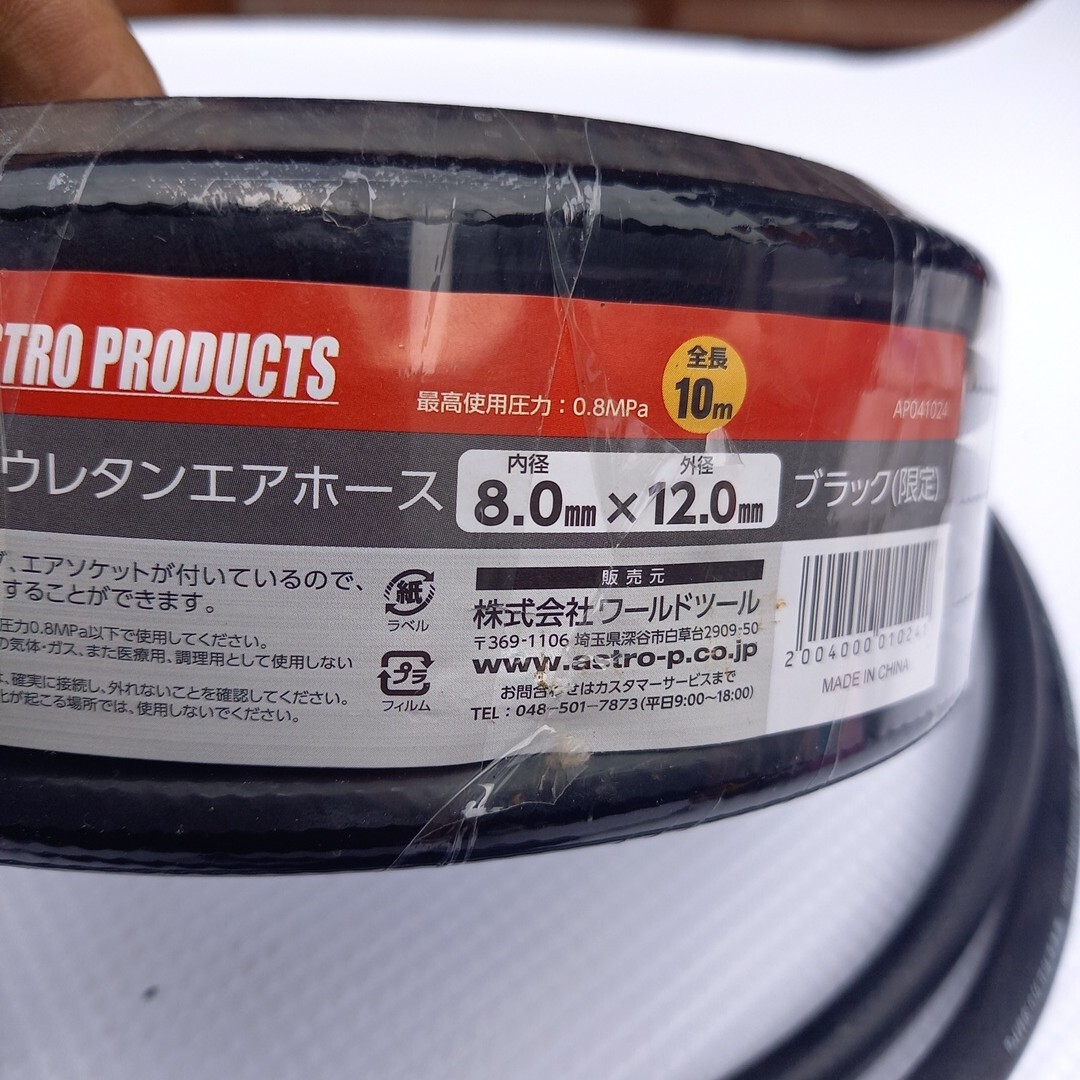 TRO PRODUCTS
最高使用圧力：0.8MPa
全長
10m
AP041024
ウレタンエアホース
内径 外径
8.0mm×12.0mm
ブラック(限定)
、エアソケットが付いているので、
することができます。
圧力0.8MPa以下で使用してください。
の気体・ガス、また医療用、調理用として使用しない
、確実に接続し、外れないことを確認してください。
化が起こる場所では、使用しないでください。
紙
ラベル
プラ
フィルム
販売元
株式会社 ワールドツール
〒369-1106 埼玉県深谷市白草台2909-50
www.astro-p.co.jp
お問合わせはカスタマーサービスまで
TEL：048-501-7873(平日9:00～18:00)
2004000010241
MADE IN CHINA